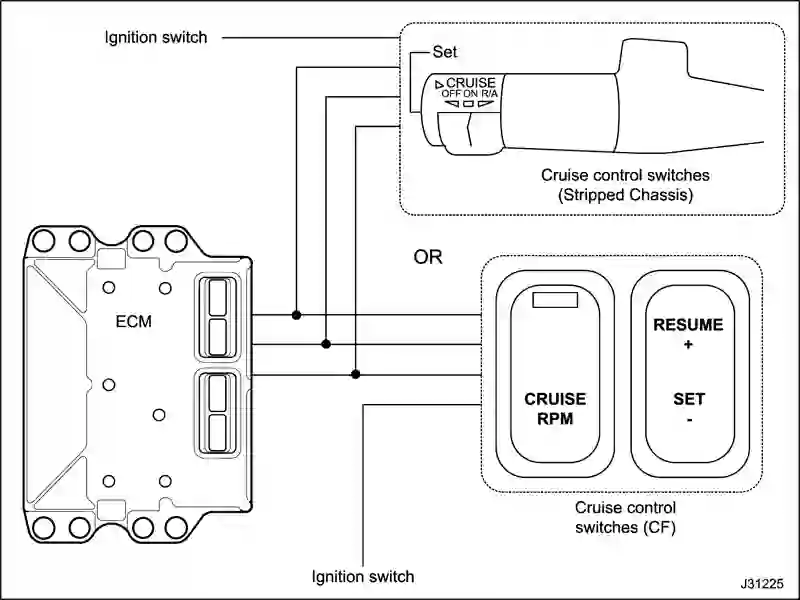 Ignition switch
Set
CRUISE
OFF ON R/A
Cruise control switches
(Stripped Chassis)
OR
ECM
RESUME
+
SET
-
CRUISE
RPM
Cruise control
switches (CF)
Ignition switch
J31225